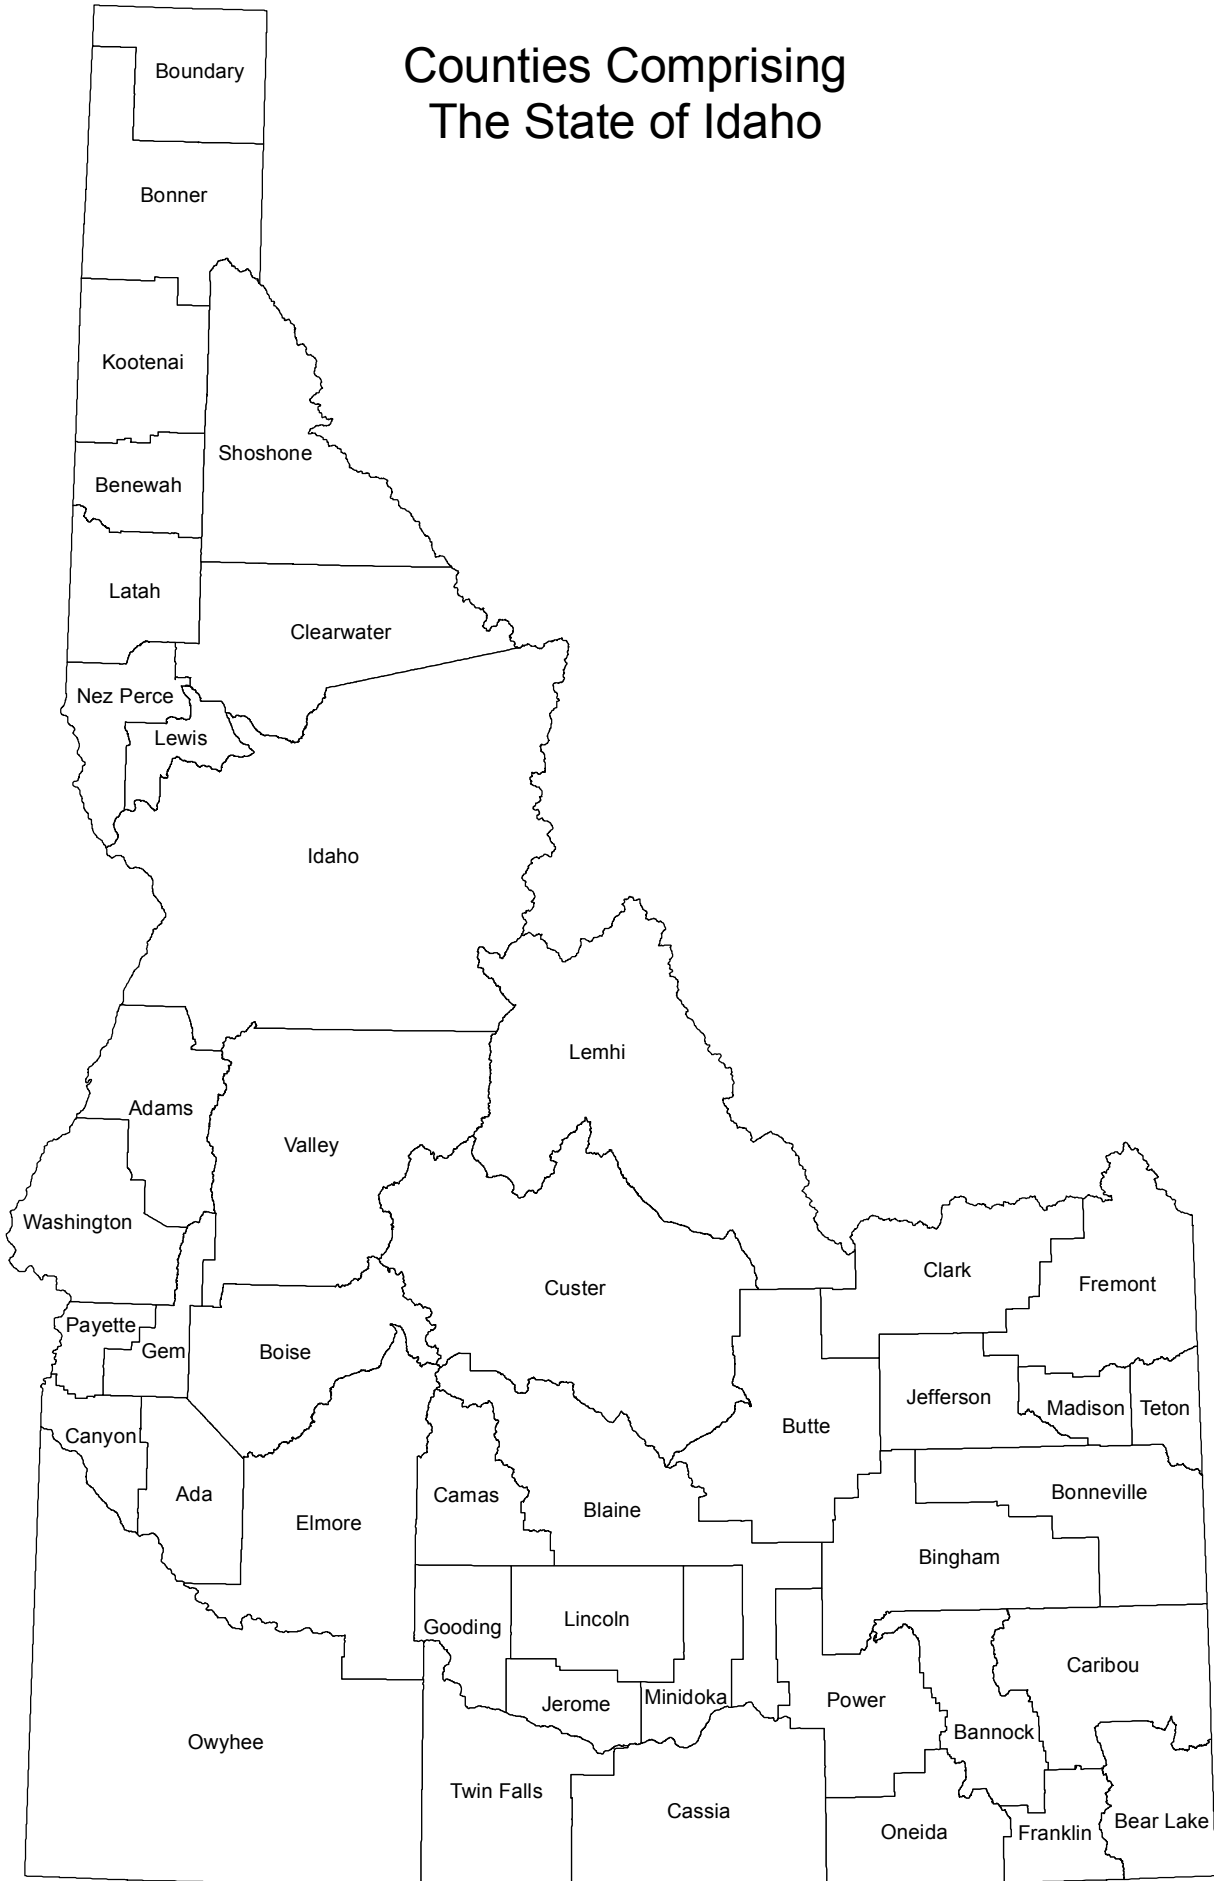 Counties Comprising
The State of Idaho
Boundary
Bonner
Kootenai
Shoshone
Benewah
Latah
Clearwater
Nez Perce
Lewis
Idaho
Lemhi
Adams
Valley
Washington
Clark
Fremont
Custer
Payette
Gem
Boise
Jefferson
Madison
Teton
Butte
Canyon
Ada
Camas
Blaine
Bonneville
Elmore
Bingham
Gooding
Lincoln
Caribou
Minidoka
Jerome
Power
Bannock
Owyhee
Twin Falls
Cassia
Oneida
Franklin
Bear Lake